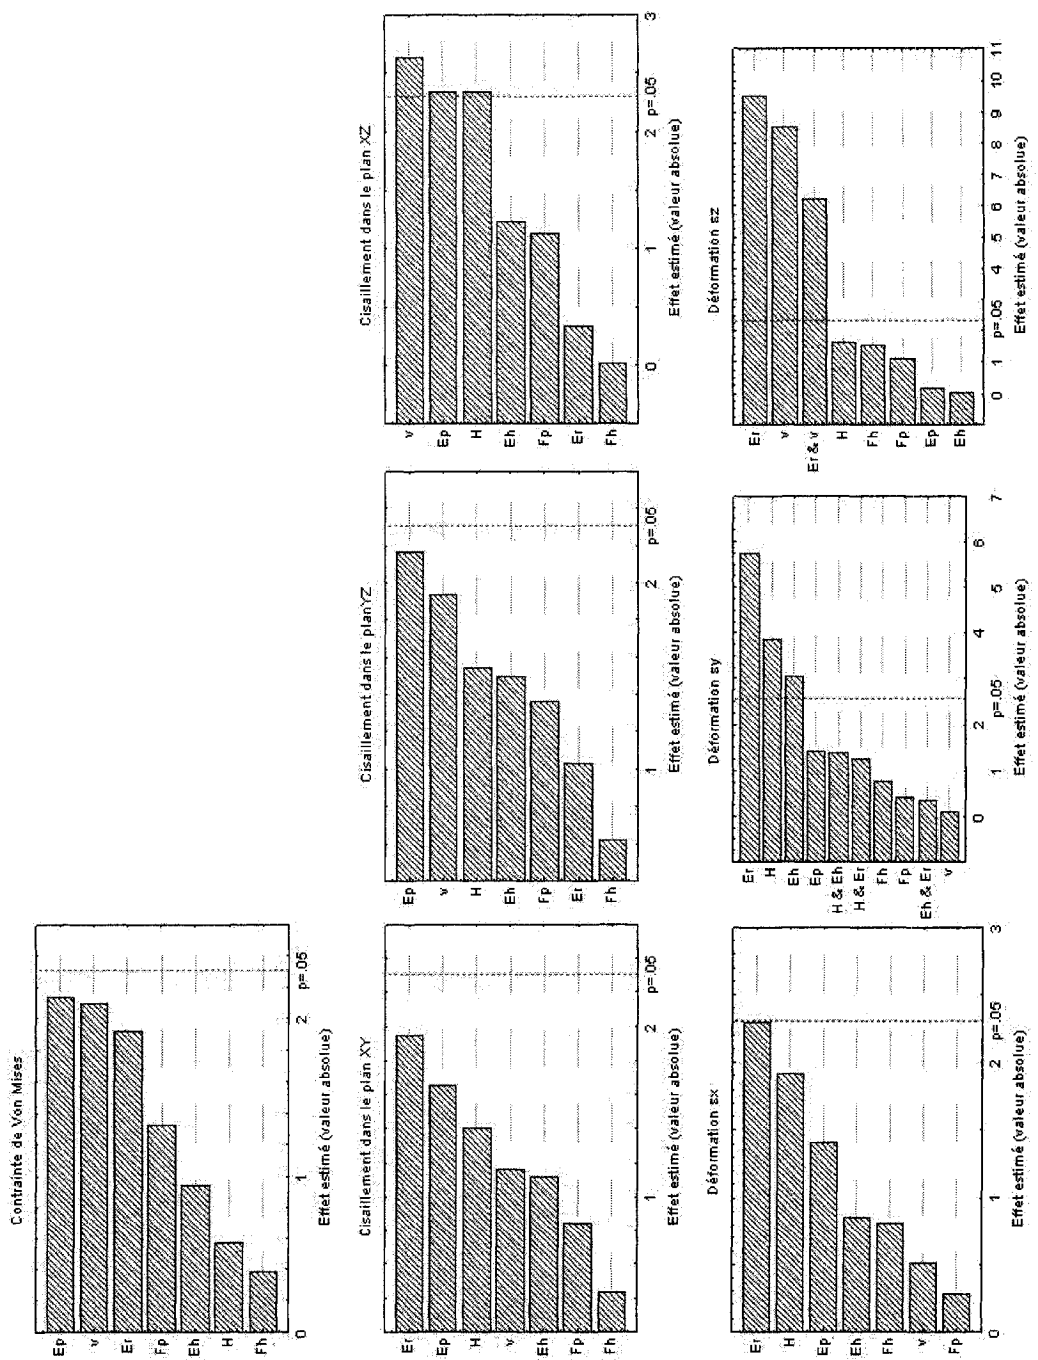 Contrainte de Von Mises
Ep
v
Er
Fp
Eh
H
Fh
0 1 2 p=.05
Effet estimé (valeur absolue)
Cisaillement dans le plan XY
Er
Ep
H
v
Eh
Fp
Fh
1 2 p=.05
Effet estimé (valeur absolue)
Cisaillement dans le planYZ
Ep
v
H
Eh
Fp
Er
Fh
1 2 p=.05
Effet estimé (valeur absolue)
Cisaillement dans le plan XZ
v
Ep
H
Eh
Fp
Er
Fh
0 1 2 p=.05 3
Effet estimé (valeur absolue)
Déformation εx
Er
H
Ep
Eh
Fh
v
Fp
0 1 2 p=.05 3
Effet estimé (valeur absolue)
Déformation εy
Er
H
Eh
Ep
H & Eh
H & Er
Fh
Fp
Eh & Er
v
0 1 2 p=.05 4 5 6 7
Effet estimé (valeur absolue)
Déformation εz
Er
v
Er & v
H
Fh
Fp
Ep
Eh
0 1 p=.05 4 5 6 7 8 9 10 11
Effet estimé (valeur absolue)